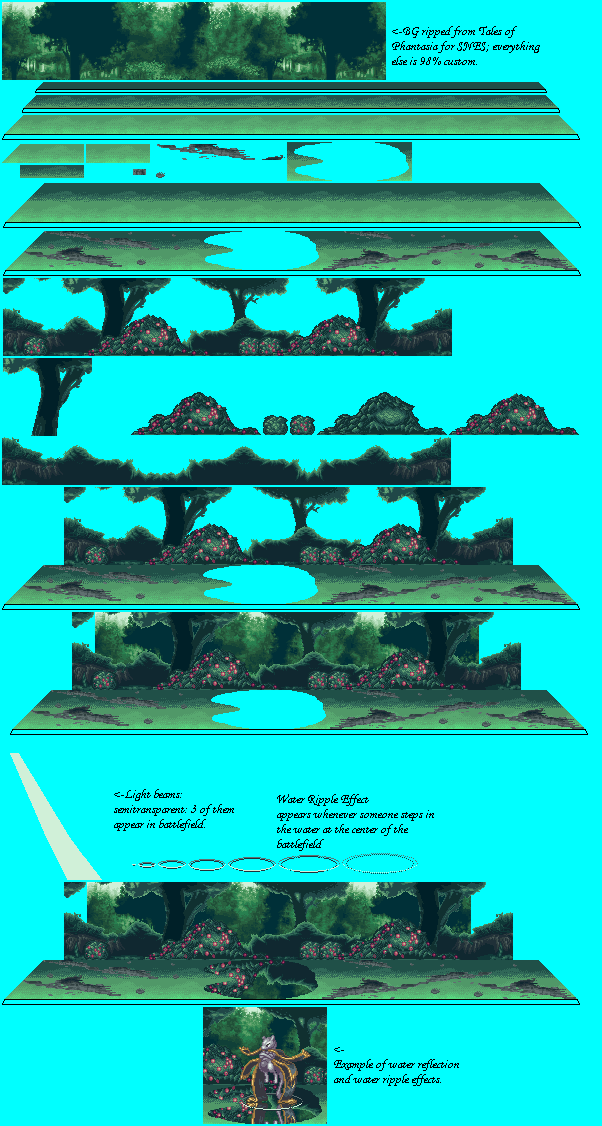 <-BG ripped from Tales of
Phantasia for SNES; everything
else is 98% custom.
<-Light beams:
semitransparent: 3 of them
appear in battlefield.
Water Ripple Effect
appears whenever someone steps in
the water at the center of the
battlefield
<-
Example of water reflection
and water ripple effects.